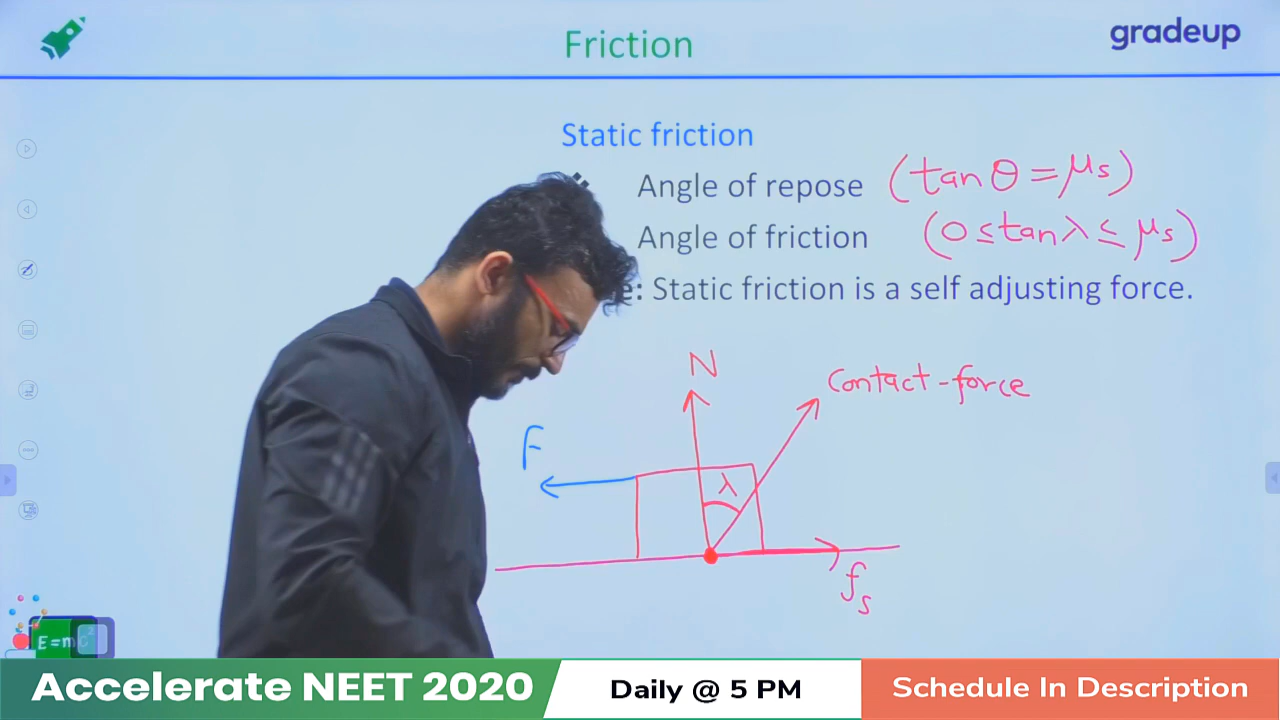 Friction
gradeup
Static friction
Angle of repose (tan θ = μs)
Angle of friction (0 ≤ tan λ ≤ μs)
e: Static friction is a self adjusting force.
N
Contact-force
F
λ
fs
E=mc²
Accelerate NEET 2020
Daily @ 5 PM
Schedule In Description